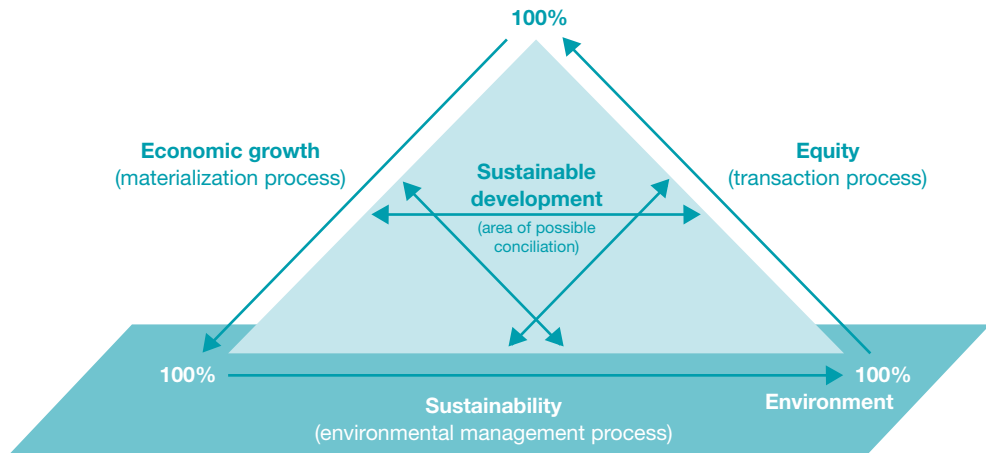 100%
Economic growth
(materialization process)
Equity
(transaction process)
Sustainable
development
(area of possible
conciliation)
100%
100%
Environment
Sustainability
(environmental management process)